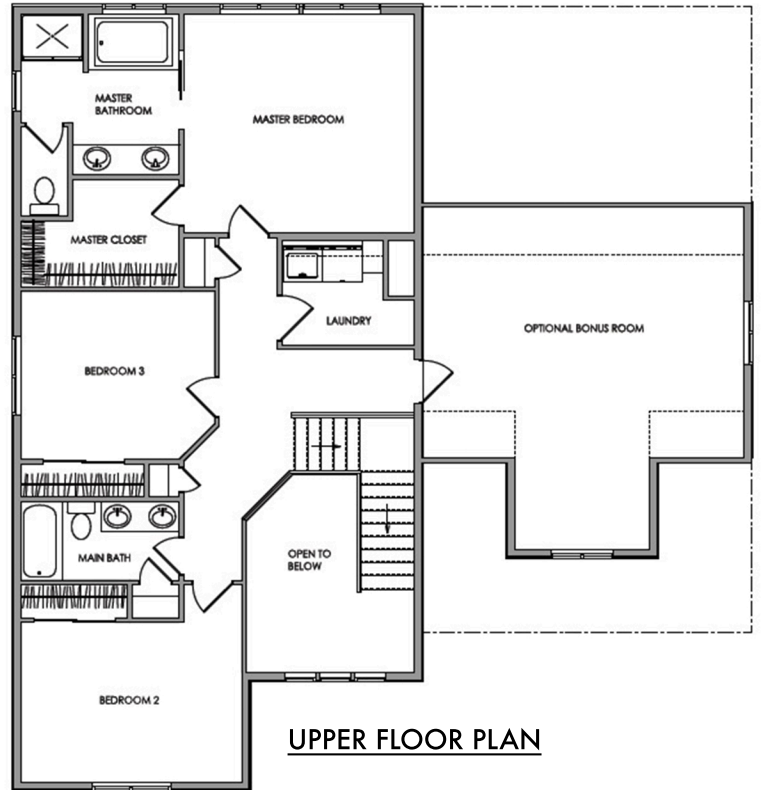 MASTER
BATHROOM
MASTER BEDROOM
MASTER CLOSET
LAUNDRY
OPTIONAL BONUS ROOM
BEDROOM 3
MAIN BATH
OPEN TO
BELOW
BEDROOM 2
UPPER FLOOR PLAN